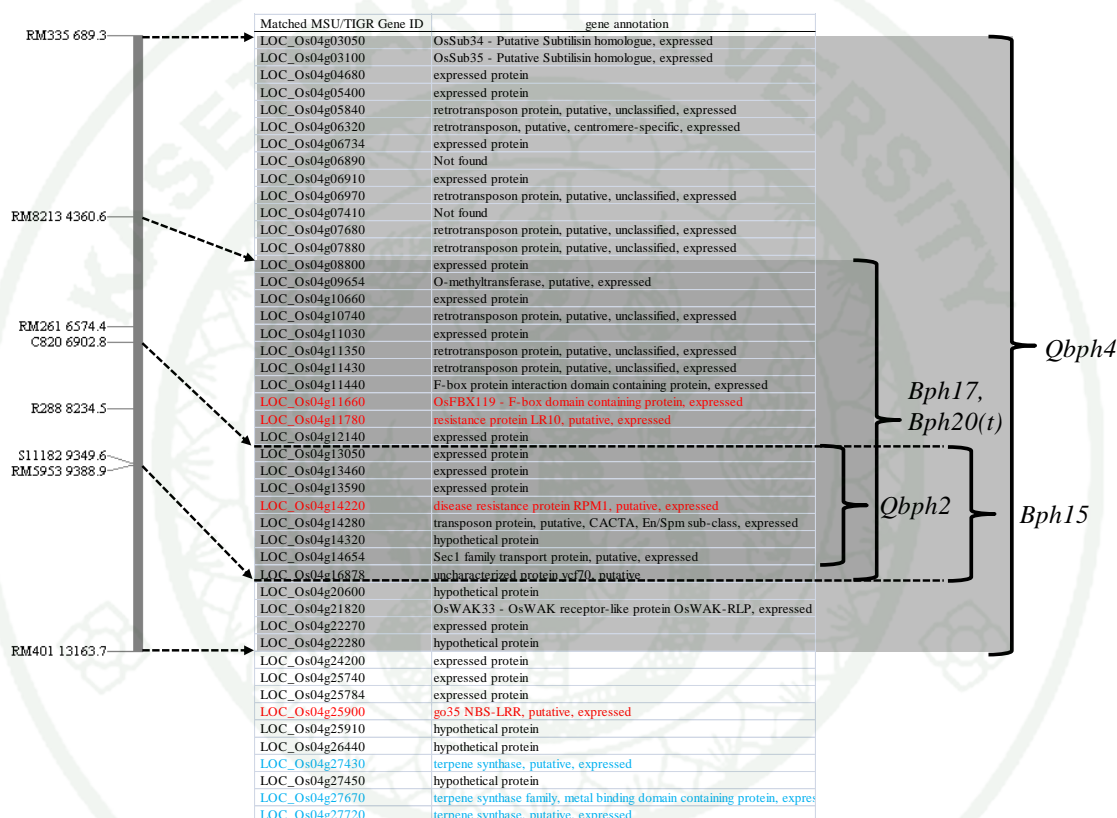 Matched MSU/TIGR Gene ID gene annotation
RM335 689.3
LOC_Os04g03050 OsSub34 - Putative Subtilisin homologue, expressed
LOC_Os04g03100 OsSub35 - Putative Subtilisin homologue, expressed
LOC_Os04g04680 expressed protein
LOC_Os04g05400 expressed protein
LOC_Os04g05840 retrotransposon protein, putative, unclassified, expressed
LOC_Os04g06320 retrotransposon, putative, centromere-specific, expressed
LOC_Os04g06734 expressed protein
LOC_Os04g06890 Not found
LOC_Os04g06910 expressed protein
LOC_Os04g06970 retrotransposon protein, putative, unclassified, expressed
LOC_Os04g07410 Not found
RM8213 4360.6
LOC_Os04g07680 retrotransposon protein, putative, unclassified, expressed
LOC_Os04g07880 retrotransposon protein, putative, unclassified, expressed
LOC_Os04g08800 expressed protein
LOC_Os04g09654 O-methyltransferase, putative, expressed
LOC_Os04g10660 expressed protein
LOC_Os04g10740 retrotransposon protein, putative, unclassified, expressed
RM261 6574.4
LOC_Os04g11030 expressed protein
C820 6902.8
LOC_Os04g11350 retrotransposon protein, putative, unclassified, expressed
Qbph4
LOC_Os04g11430 retrotransposon protein, putative, unclassified, expressed
LOC_Os04g11440 F-box protein interaction domain containing protein, expressed
Bph17,
LOC_Os04g11660 OsFBX119 - F-box domain containing protein, expressed
R288 8234.5
LOC_Os04g11780 resistance protein LR10, putative, expressed
Bph20(t)
LOC_Os04g12140 expressed protein
LOC_Os04g13050 expressed protein
S11182 9349.6
RM5953 9388.9
LOC_Os04g13460 expressed protein
LOC_Os04g13590 expressed protein
LOC_Os04g14220 disease resistance protein RPM1, putative, expressed
Qbph2
Bph15
LOC_Os04g14280 transposon protein, putative, CACTA, En/Spm sub-class, expressed
LOC_Os04g14320 hypothetical protein
LOC_Os04g14654 Sec1 family transport protein, putative, expressed
LOC_Os04g16878 uncharacterized protein ycf70, putative
LOC_Os04g20600 hypothetical protein
LOC_Os04g21820 OsWAK33 - OsWAK receptor-like protein OsWAK-RLP, expressed
LOC_Os04g22270 expressed protein
LOC_Os04g22280 hypothetical protein
RM401 13163.7
LOC_Os04g24200 expressed protein
LOC_Os04g25740 expressed protein
LOC_Os04g25784 expressed protein
LOC_Os04g25900 go35 NBS-LRR, putative, expressed
LOC_Os04g25910 hypothetical protein
LOC_Os04g26440 hypothetical protein
LOC_Os04g27430 terpene synthase, putative, expressed
LOC_Os04g27450 hypothetical protein
LOC_Os04g27670 terpene synthase family, metal binding domain containing protein, expres
LOC_Os04g27720 terpene synthase, putative, expressed
KASETSART UNIVERSITY